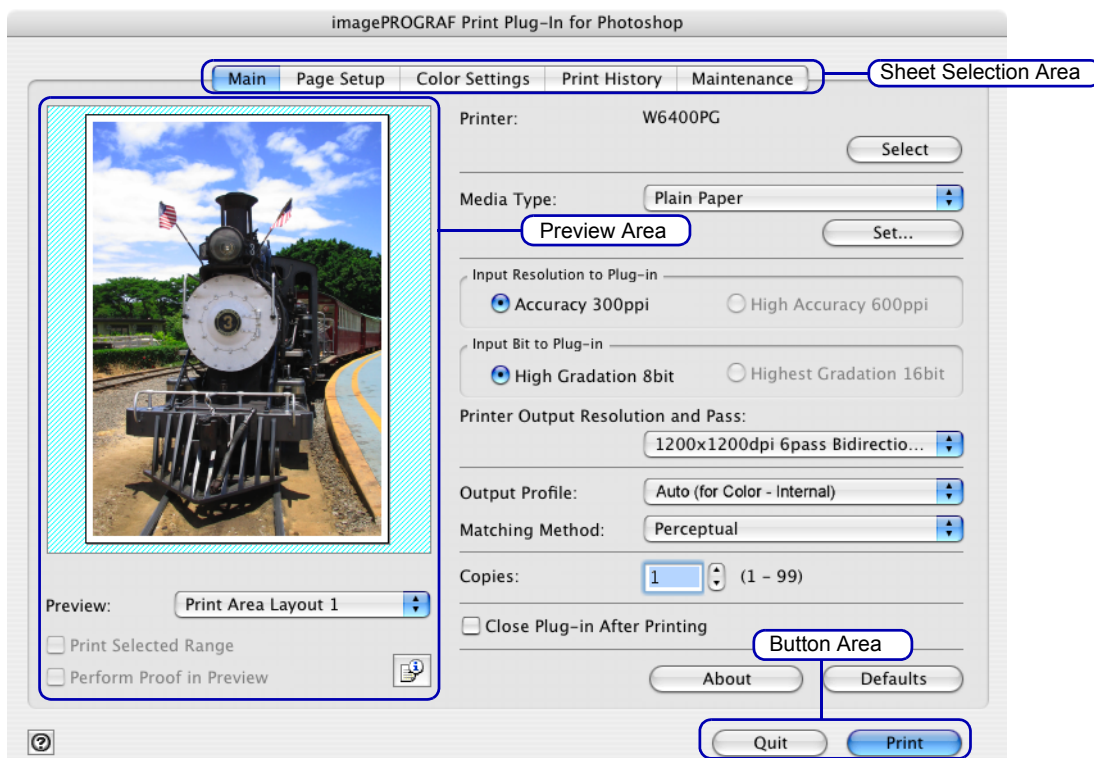 imagePROGRAF Print Plug-In for Photoshop
Main Page Setup Color Settings Print History Maintenance
Sheet Selection Area
Printer: W6400PG
Select
Media Type: Plain Paper
Preview Area
Set...
Input Resolution to Plug-in
Accuracy 300ppi High Accuracy 600ppi
Input Bit to Plug-in
High Gradation 8bit Highest Gradation 16bit
Printer Output Resolution and Pass:
1200x1200dpi 6pass Bidirectio...
Output Profile: Auto (for Color - Internal)
Matching Method: Perceptual
Copies: 1 (1 - 99)
Close Plug-in After Printing
3
3
Preview: Print Area Layout 1
Print Selected Range
Perform Proof in Preview
Button Area
About Defaults
?
Quit Print